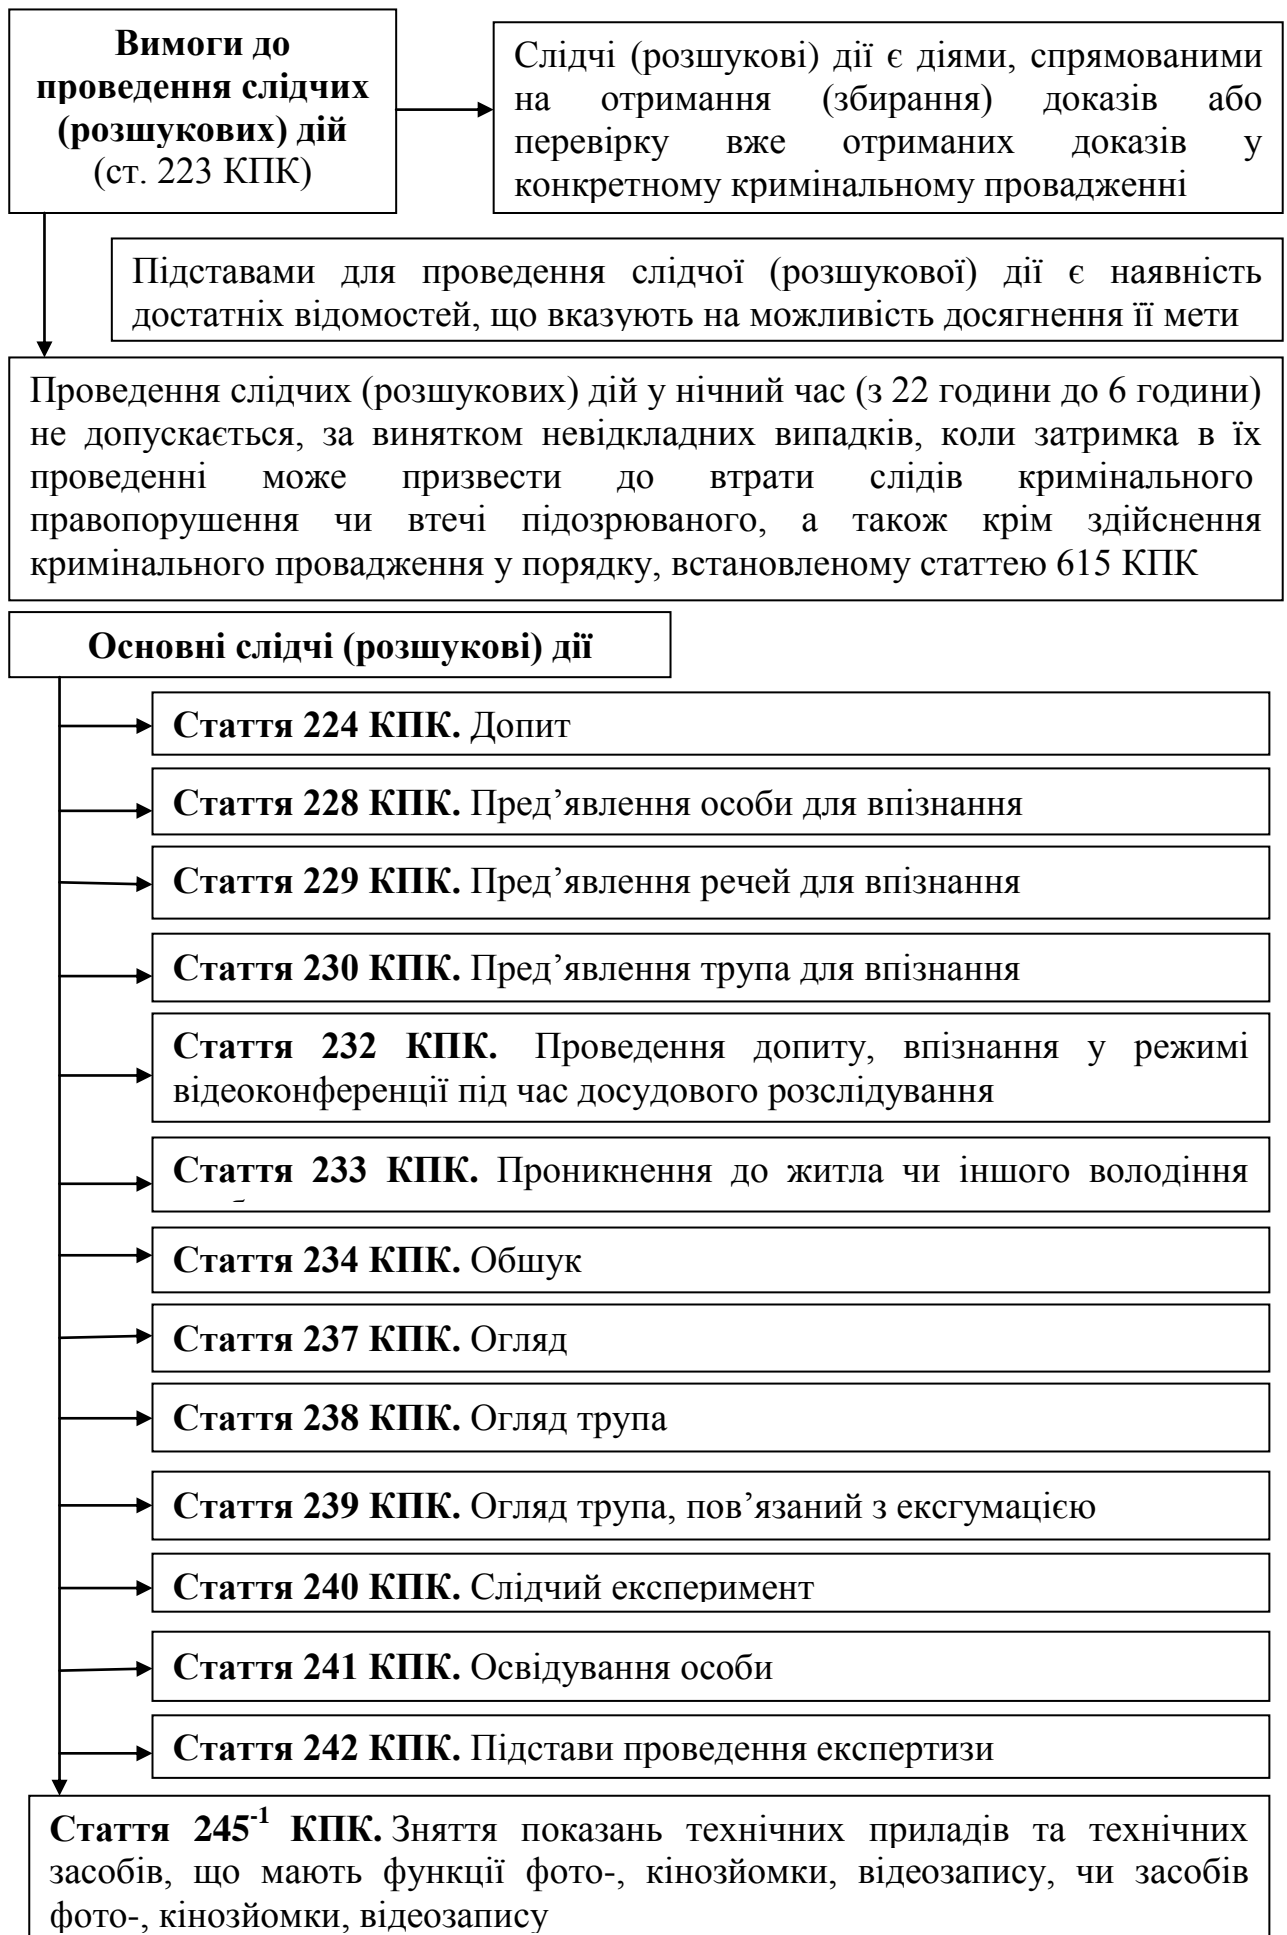 Вимоги до
проведення слідчих
(розшукових) дій
(ст. 223 КПК)
Слідчі (розшукові) дії є діями, спрямованими
на отримання (збирання) доказів або
перевірку вже отриманих доказів у
конкретному кримінальному провадженні
Підставами для проведення слідчої (розшукової) дії є наявність
достатніх відомостей, що вказують на можливість досягнення її мети
Проведення слідчих (розшукових) дій у нічний час (з 22 години до 6 години)
не допускається, за винятком невідкладних випадків, коли затримка в їх
проведенні може призвести до втрати слідів кримінального
правопорушення чи втечі підозрюваного, а також крім здійснення
кримінального провадження у порядку, встановленому статтею 615 КПК
Основні слідчі (розшукові) дії
Стаття 224 КПК. Допит
Стаття 228 КПК. Пред’явлення особи для впізнання
Стаття 229 КПК. Пред’явлення речей для впізнання
Стаття 230 КПК. Пред’явлення трупа для впізнання
Стаття 232 КПК. Проведення допиту, впізнання у режимі
відеоконференції під час досудового розслідування
Стаття 233 КПК. Проникнення до житла чи іншого володіння
Стаття 234 КПК. Обшук
Стаття 237 КПК. Огляд
Стаття 238 КПК. Огляд трупа
Стаття 239 КПК. Огляд трупа, пов’язаний з ексгумацією
Стаття 240 КПК. Слідчий експеримент
Стаття 241 КПК. Освідування особи
Стаття 242 КПК. Підстави проведення експертизи
Стаття 245⁻¹ КПК. Зняття показань технічних приладів та технічних
засобів, що мають функції фото-, кінозйомки, відеозапису, чи засобів
фото-, кінозйомки, відеозапису